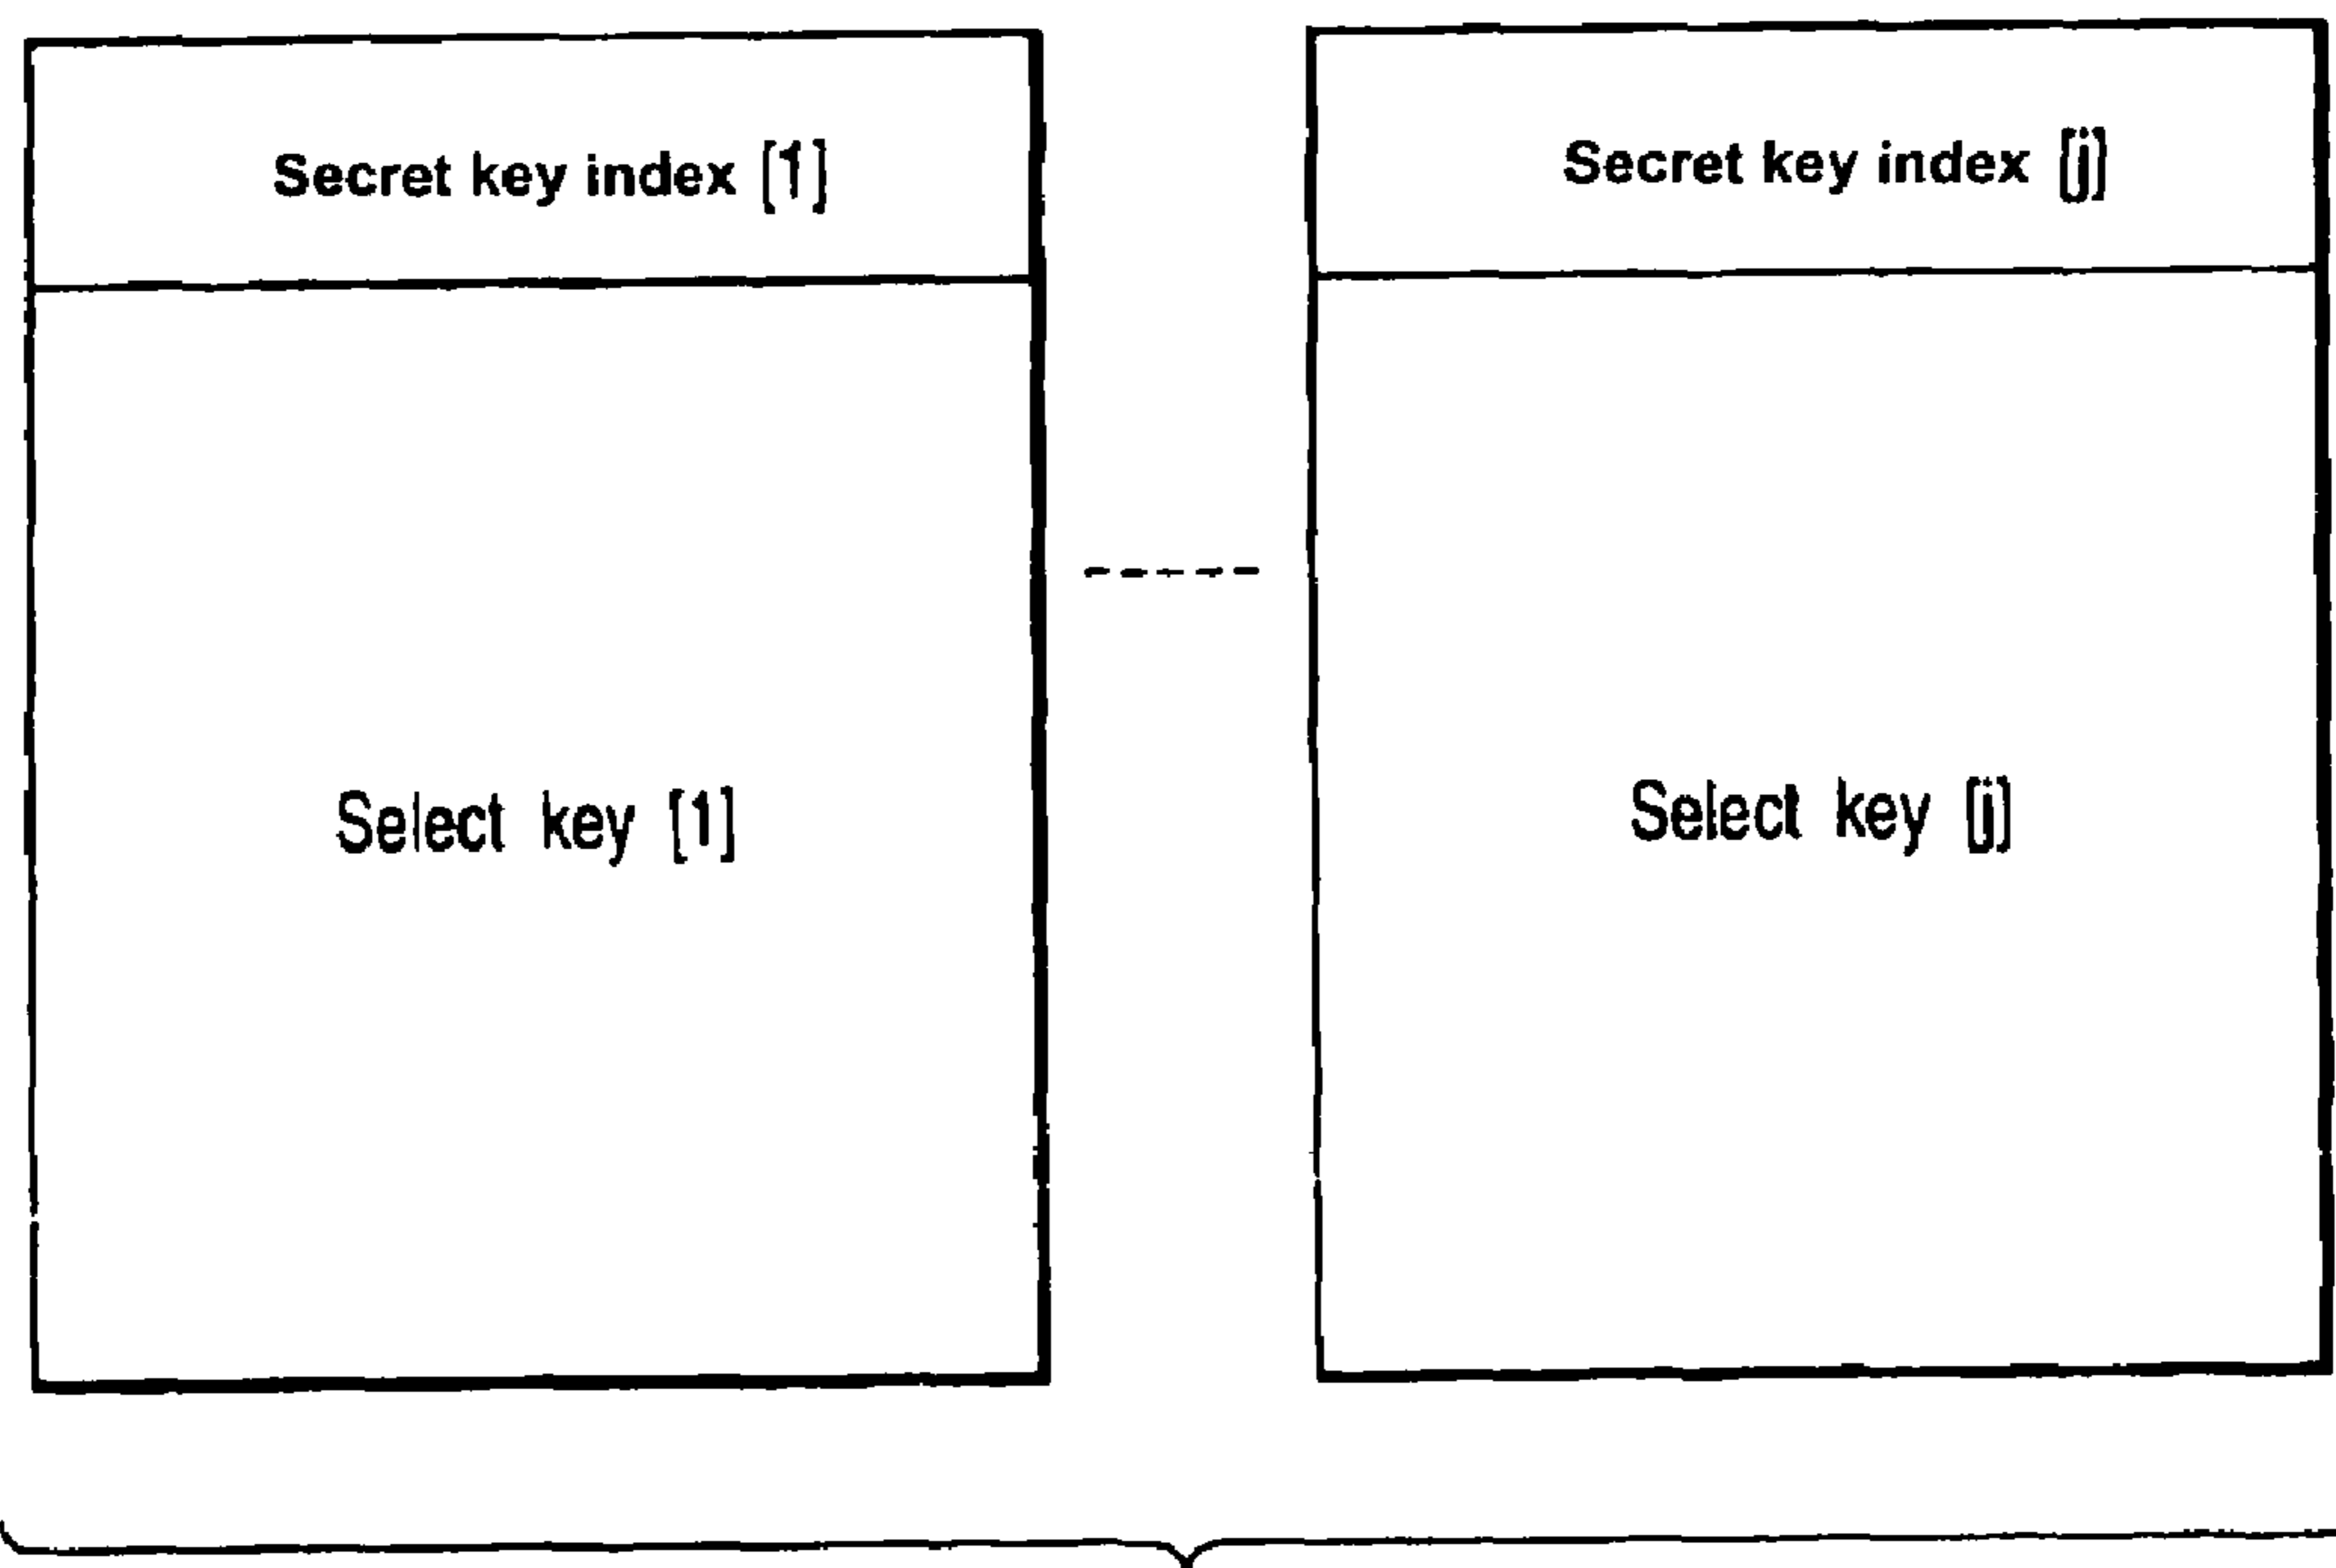 Secret key index [1]
Select key [1]
Secret key index [j]
Select key [j]